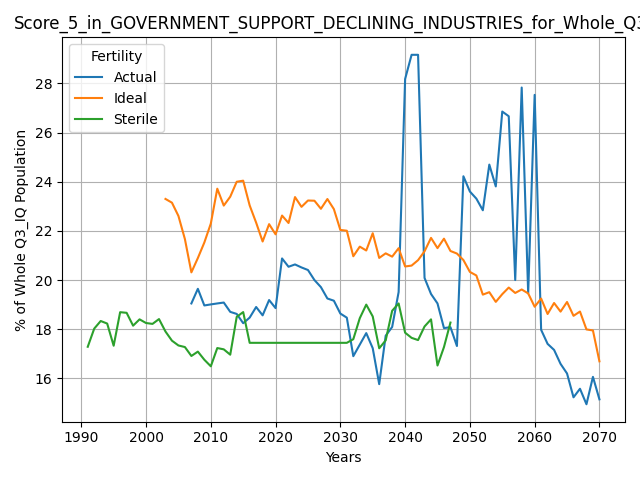 Score_5_in_GOVERNMENT_SUPPORT_DECLINING_INDUSTRIES_for_Whole_Q3
Fertility
Actual
Ideal
Sterile
% of Whole Q3_IQ Population
28
26
24
22
20
18
16
1990 2000 2010 2020 2030 2040 2050 2060 2070
Years